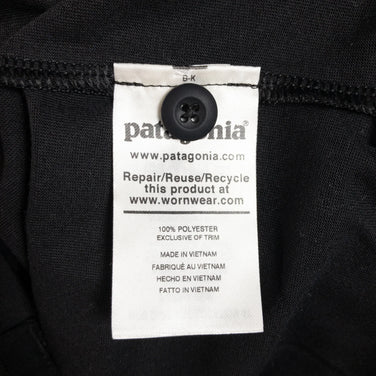 patagonia
www.patagonia.com
Repair/Reuse/Recycle
this product at
www.wornwear.com
100% POLYESTER
EXCLUSIVE OF TRIM
MADE IN VIETNAM
FABRIQUÉ AU VIETNAM
HECHO EN VIETNAM
FATTO IN VIETNAM